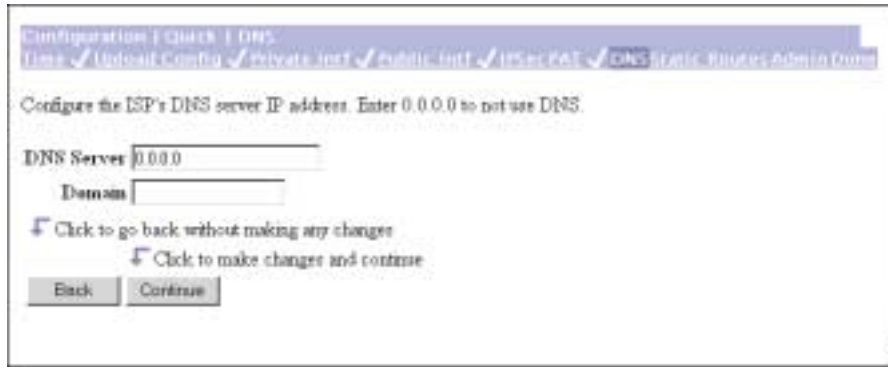 Configuration | Quick | DNS
Time ✓ Upload Config ✓ Private Intf ✓ Public Intf ✓ IPSec PAT ✓ DNS Static Routes Admin Done
Configure the ISP's DNS server IP address. Enter 0.0.0.0 to not use DNS.
DNS Server 0.0.0.0
Domain
Click to go back without making any changes
Click to make changes and continue
Back Continue